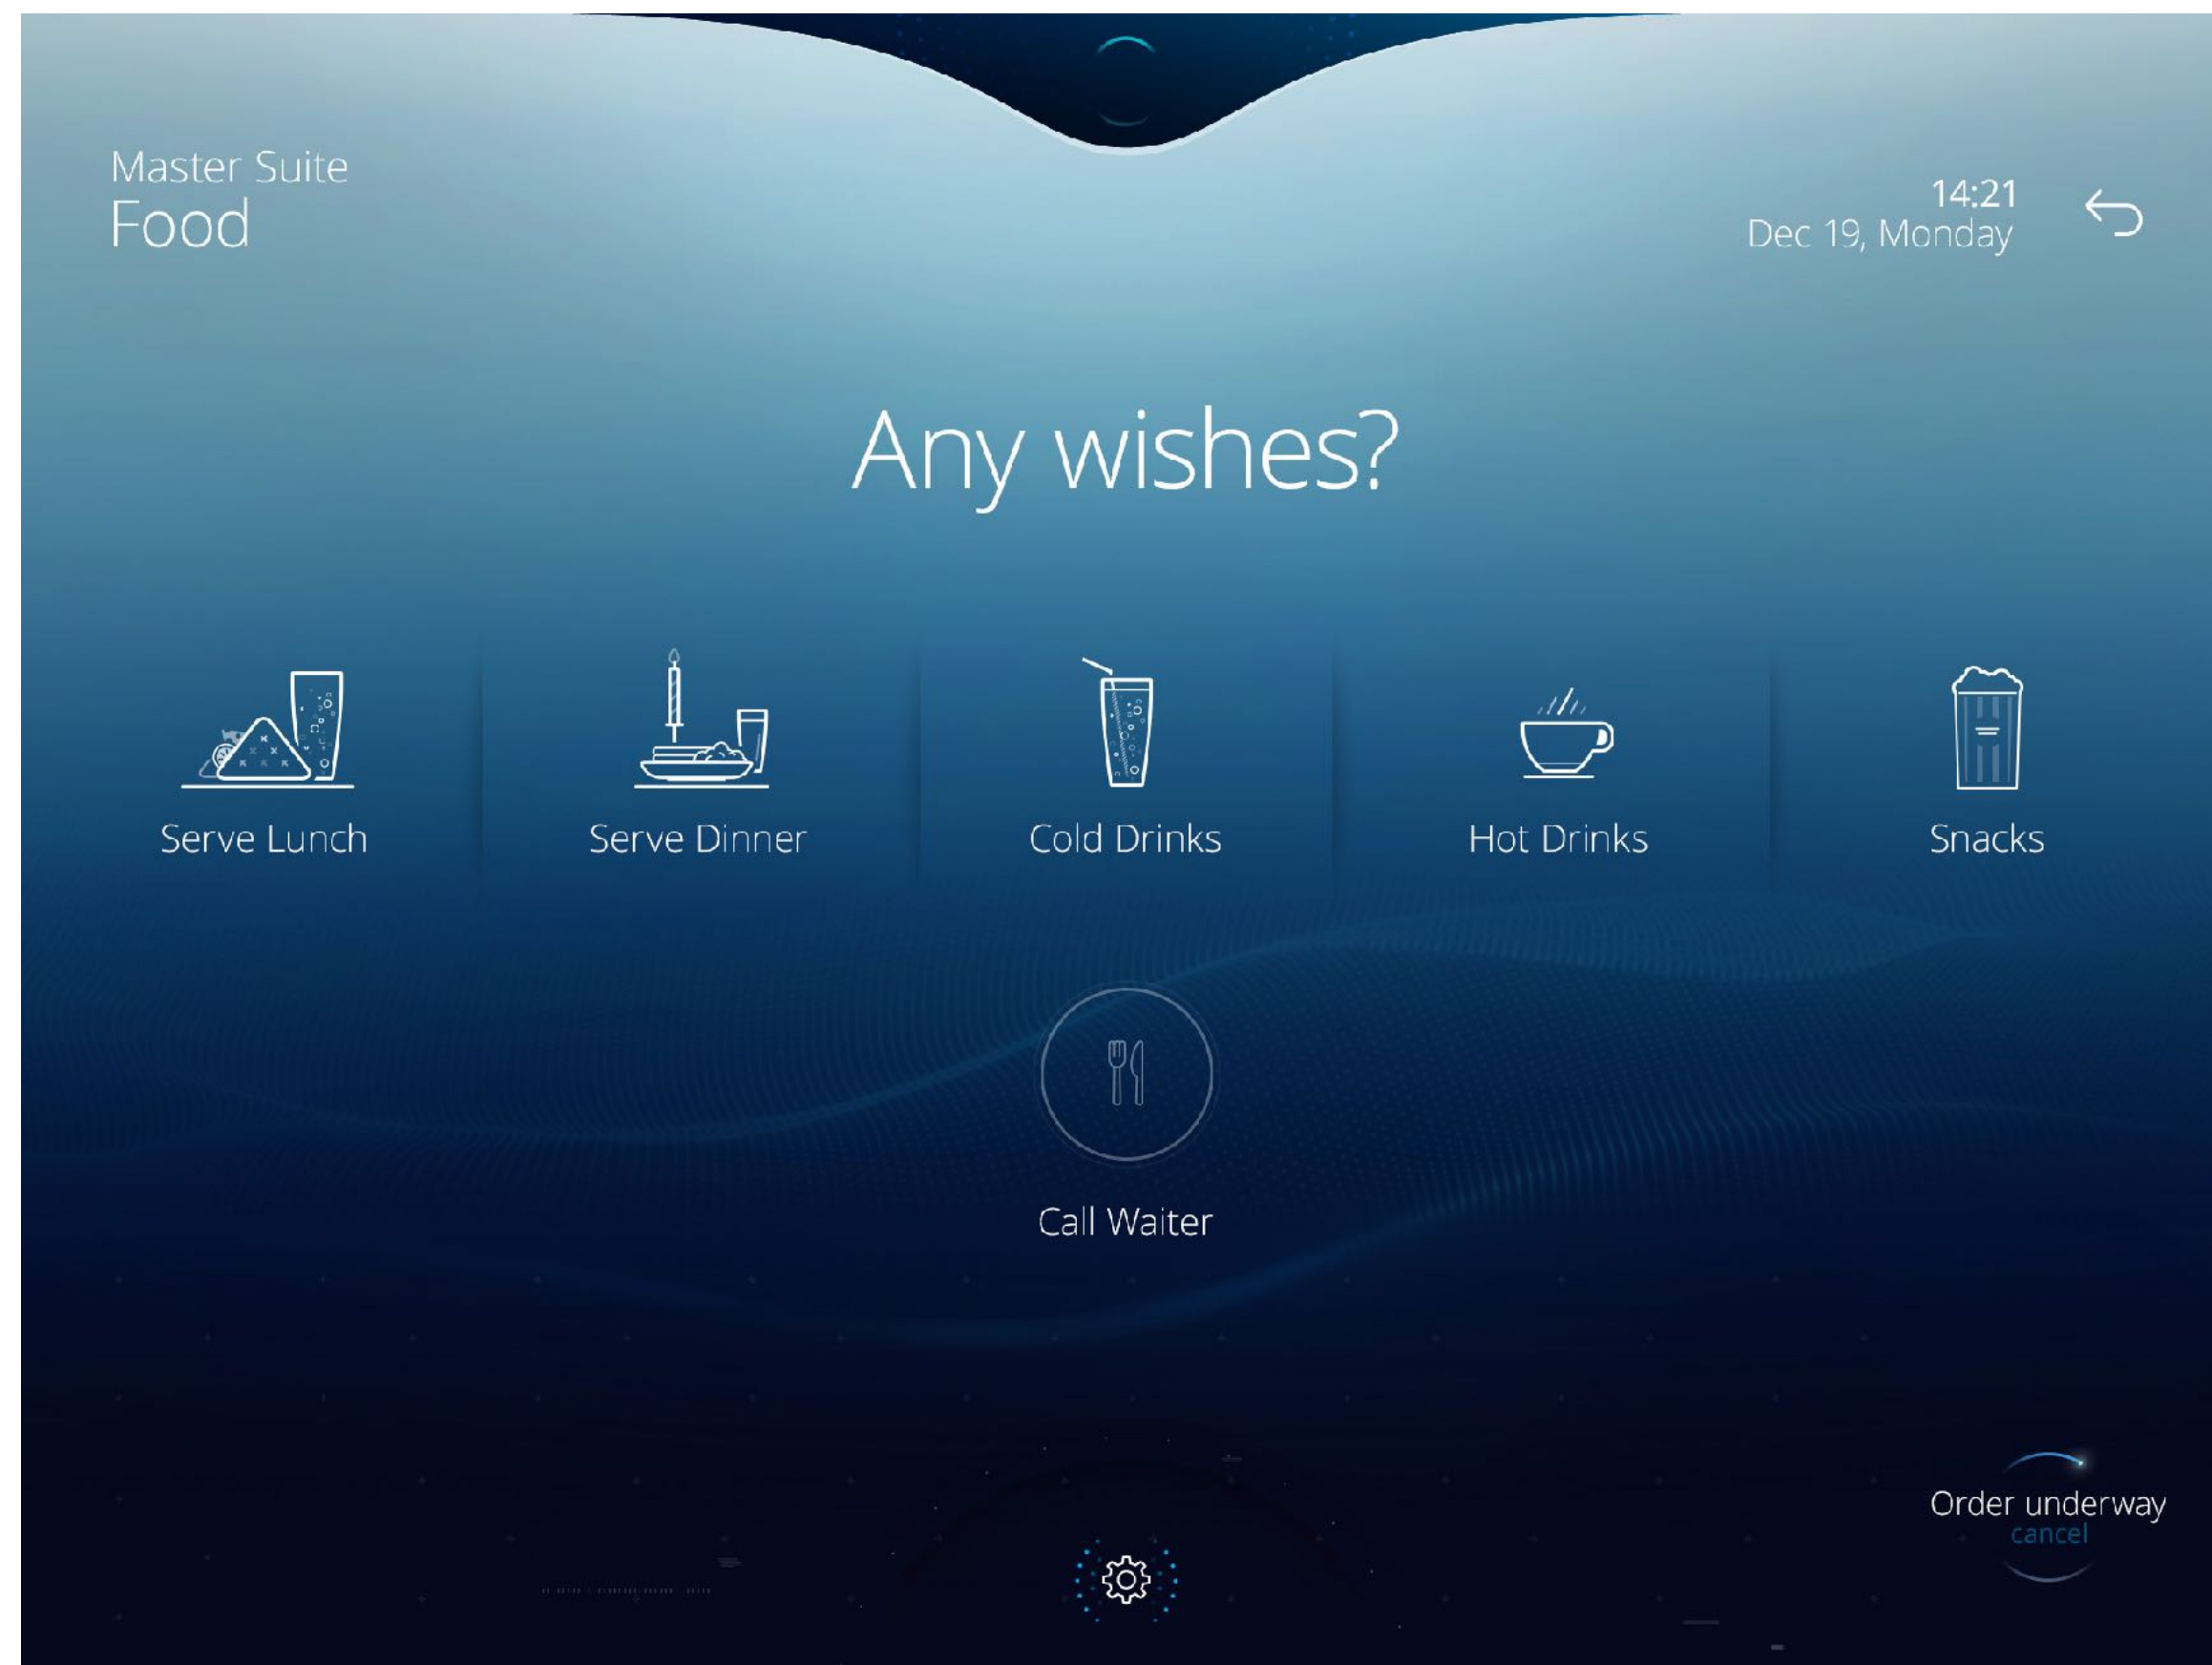 Master Suite
Food
14:21
Dec 19, Monday
Any wishes?
Serve Lunch
Serve Dinner
Cold Drinks
Hot Drinks
Snacks
Call Waiter
Order underway
cancel